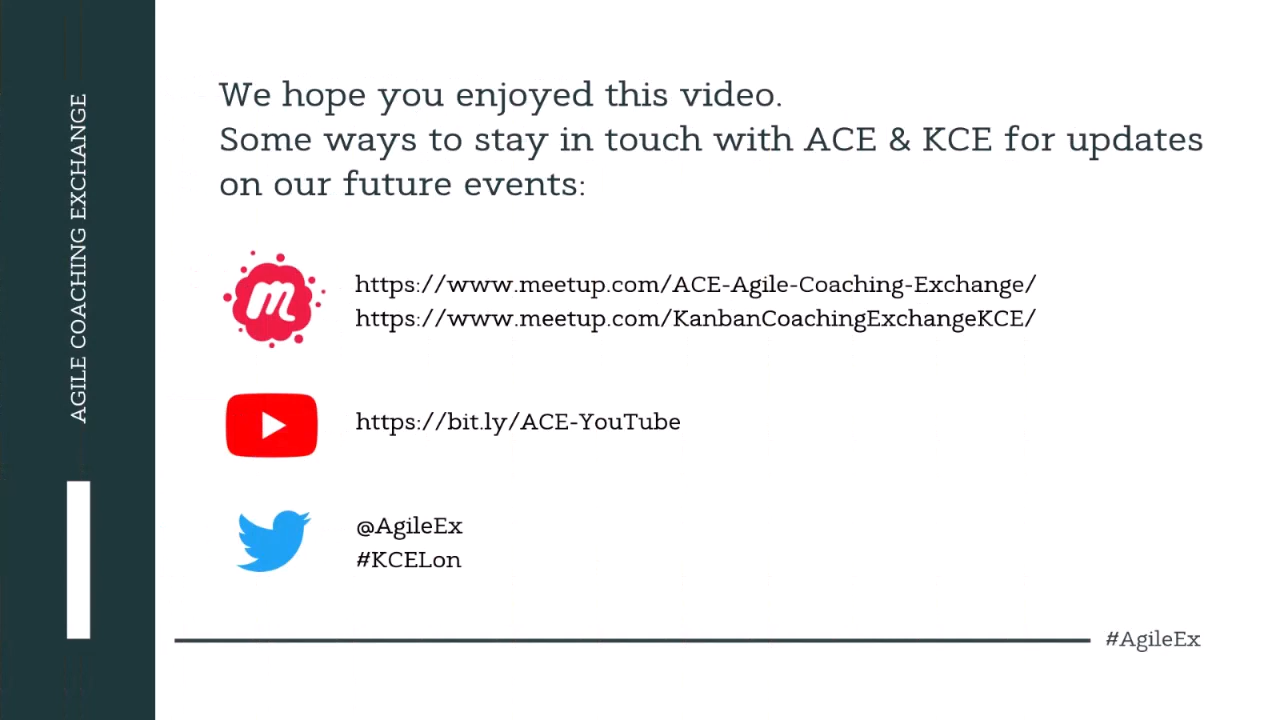 AGILE COACHING EXCHANGE
We hope you enjoyed this video.
Some ways to stay in touch with ACE & KCE for updates
on our future events:
m
https://www.meetup.com/ACE-Agile-Coaching-Exchange/
https://www.meetup.com/KanbanCoachingExchangeKCE/
https://bit.ly/ACE-YouTube
@AgileEx
#KCELon
#AgileEx